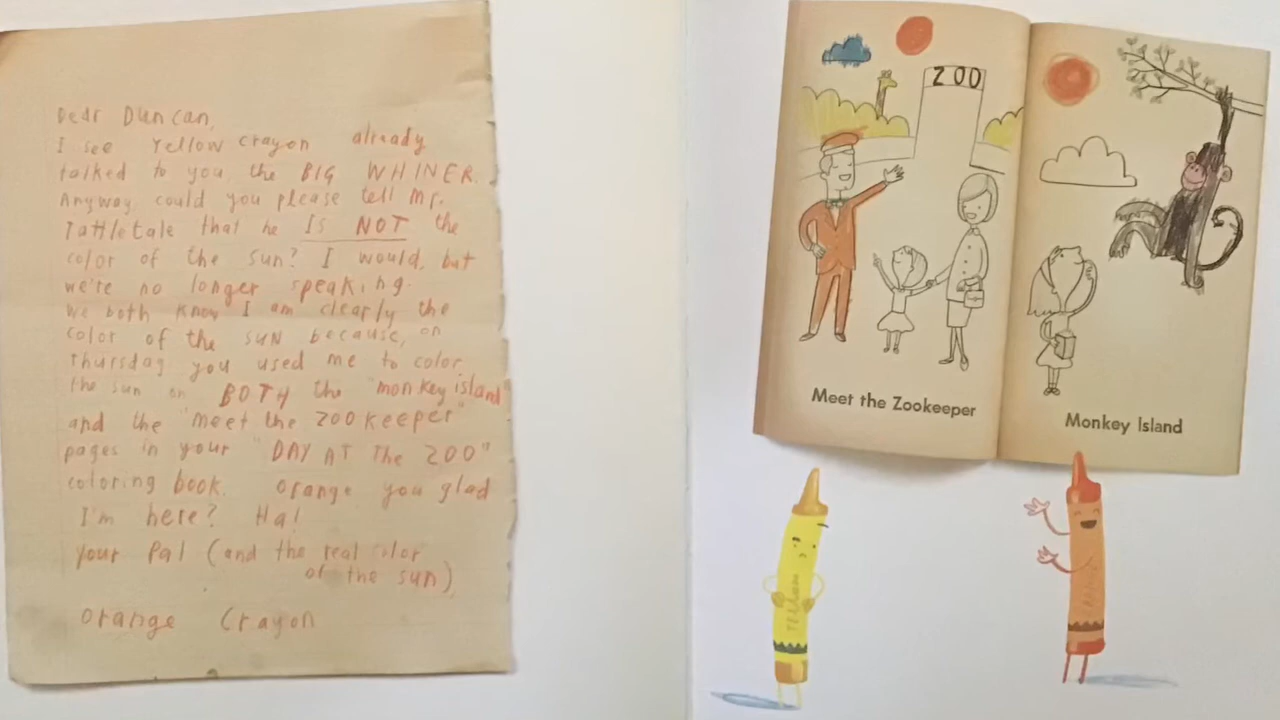 Dear Duncan,
I see Yellow crayon already
talked to you, the BIG WHINER.
Anyway, could you please tell Mr.
Tattletale that he IS NOT the
color of the sun? I would, but
we're no longer speaking.
We both know I am clearly the
color of the sun because, on
Thursday, you used me to color
the sun on BOTH the "monkey island"
and the "meet the zoo keeper"
pages in your "DAY AT The ZOO"
coloring book. Orange you glad
I'm here? Ha!
Your Pal (and the real color
of the sun),
Orange Crayon
ZOO
Meet the Zookeeper
Monkey Island